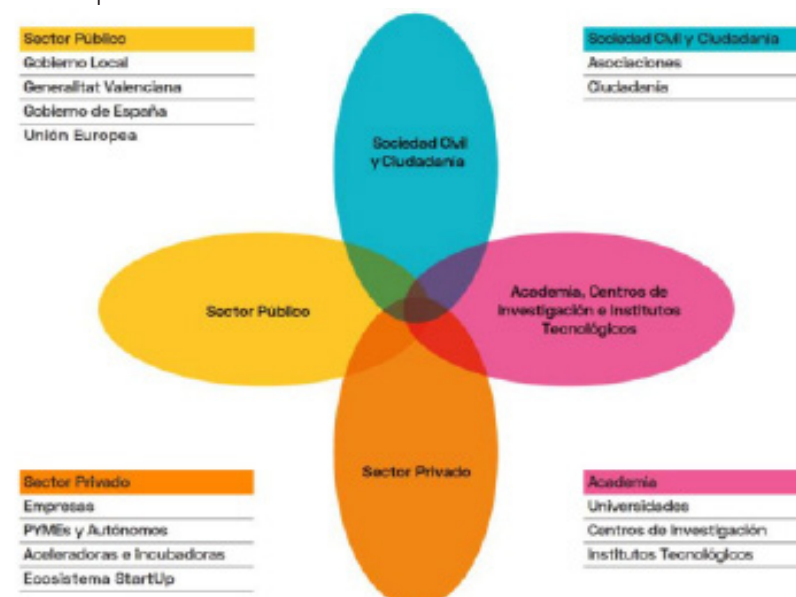 Sector Público
Gobierno Local
Generalitat Valenciana
Gobierno de España
Unión Europea
Sociedad Civil y Ciudadanía
Asociaciones
Ciudadanía
Sociedad Civil
y Ciudadanía
Sector Público
Academia, Centros de
Investigación e Institutos
Tecnológicos
Sector Privado
Sector Privado
Empresas
PYMEs y Autónomos
Aceleradoras e Incubadoras
Ecosistema StartUp
Academia
Universidades
Centros de Investigación
Institutos Tecnológicos